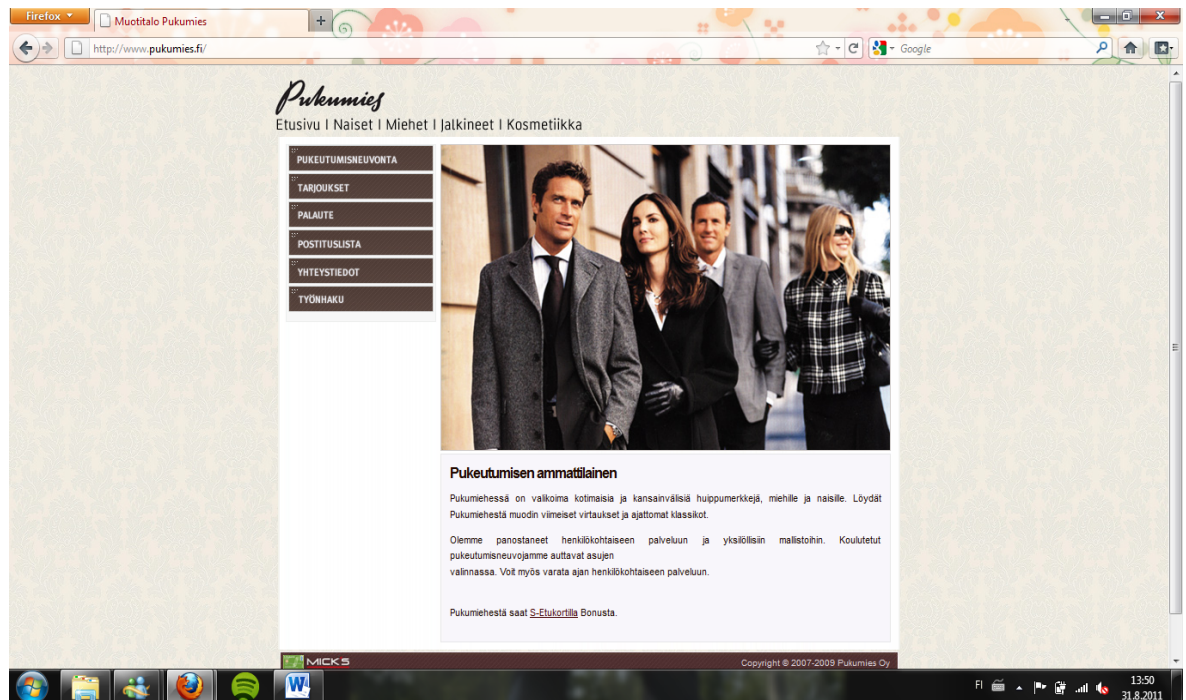 Firefox
Muotitalo Pukumies
http://www.pukumies.fi/
Google
Pukumies
Etusivu | Naiset | Miehet | Jalkineet | Kosmetiikka
PUKEUTUMISNEUVONTA
TARJOUKSET
PALAUTE
POSTITUSLISTA
YHTEYSTIEDOT
TYÖNHAKU
Pukeutumisen ammattilainen
Pukumiehessä on valikoima kotimaisia ja kansainvälisiä huippumerkkejä, miehille ja naisille. Löydät
Pukumiehestä muodin viimeiset virtaukset ja ajattomat klassikot.
Olemme panostaneet henkilökohtaiseen palveluun ja yksilöllisiin mallistoihin. Koulutetut
pukeutumisneuvojamme auttavat asujen
valinnassa. Voit myös varata ajan henkilökohtaiseen palveluun.
Pukumiehestä saat S-Etukortilla Bonusta.
MICKS
Copyright © 2007-2009 Pukumies Oy
FI
13:50
31.8.2011